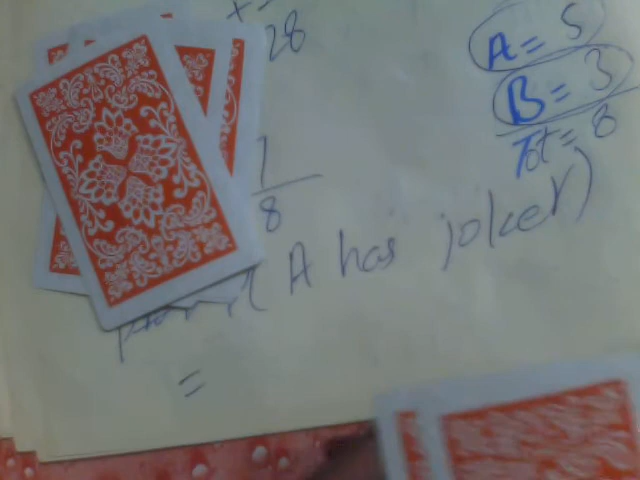 28
A = 5
B = 3
Tot = 8
1
8
A has joker)
=